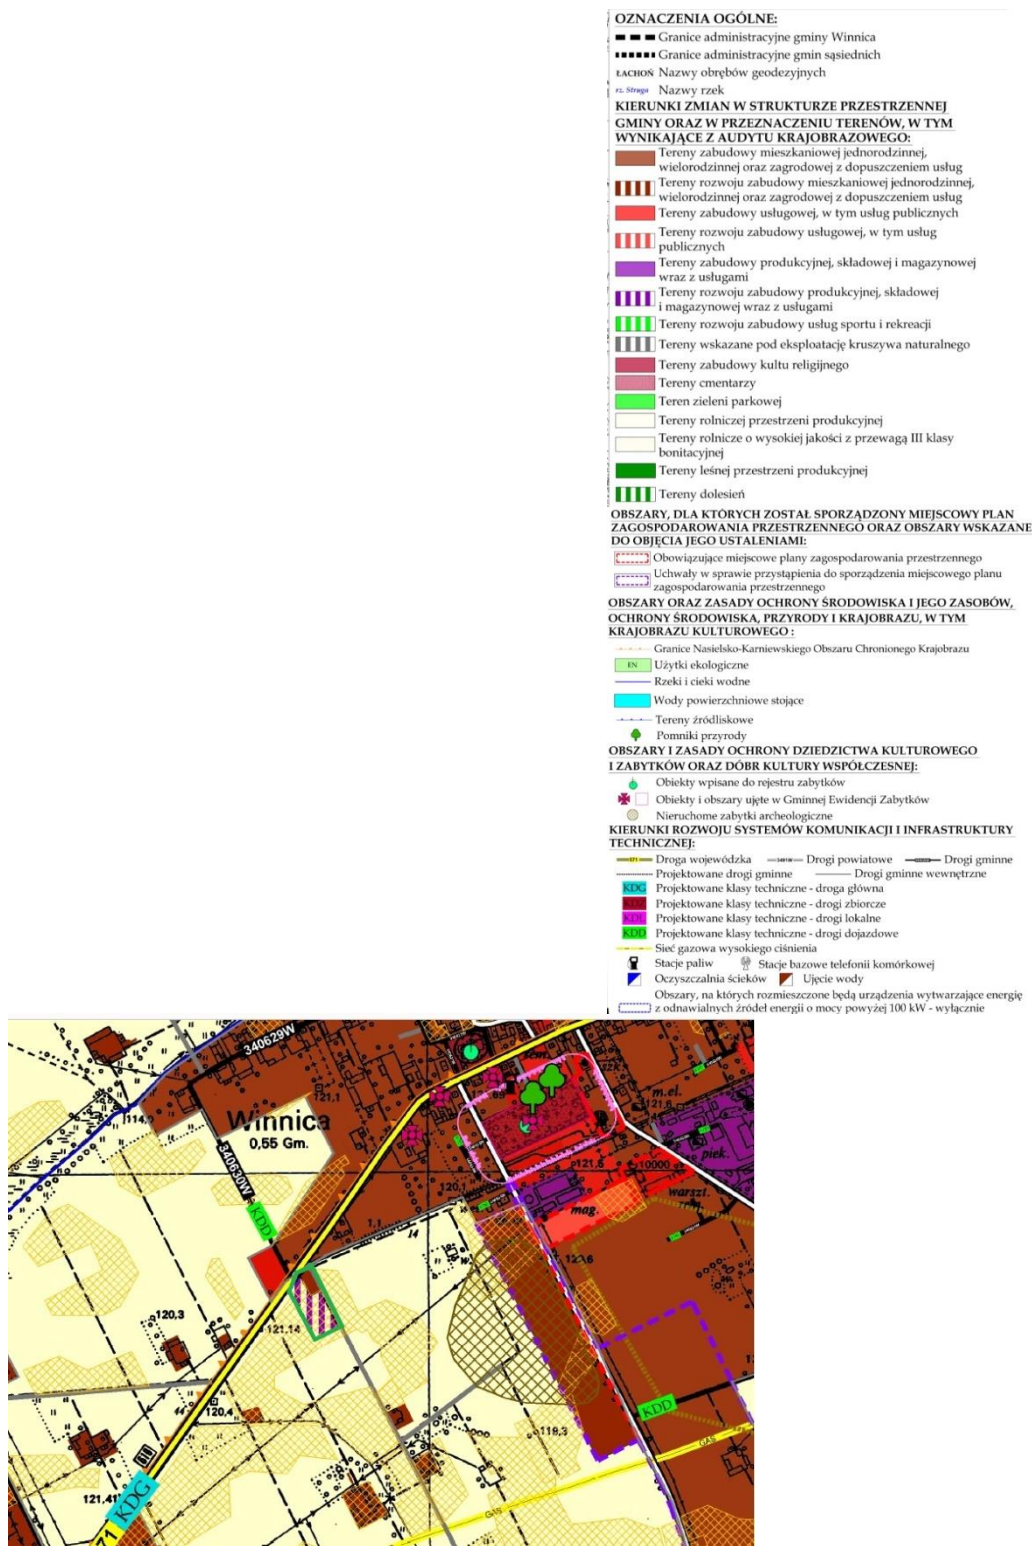 OZNACZENIA OGÓLNE:
Granice administracyjne gminy Winnica
Granice administracyjne gmin sąsiednich
ŁACHOŃ Nazwy obrębów geodezyjnych
rz. Struga Nazwy rzek
KIERUNKI ZMIAN W STRUKTURZE PRZESTRZENNEJ
GMINY ORAZ W PRZEZNACZENIU TERENÓW, W TYM
WYNIKAJĄCE Z AUDYTU KRAJOBRAZOWEGO:
Tereny zabudowy mieszkaniowej jednorodzinnej,
wielorodzinnej oraz zagrodowej z dopuszczeniem usług
Tereny rozwoju zabudowy mieszkaniowej jednorodzinnej,
wielorodzinnej oraz zagrodowej z dopuszczeniem usług
Tereny zabudowy usługowej, w tym usług publicznych
Tereny rozwoju zabudowy usługowej, w tym usług
publicznych
Tereny zabudowy produkcyjnej, składowej i magazynowej
wraz z usługami
Tereny rozwoju zabudowy produkcyjnej, składowej
i magazynowej wraz z usługami
Tereny rozwoju zabudowy usług sportu i rekreacji
Tereny wskazane pod eksploatację kruszywa naturalnego
Tereny zabudowy kultu religijnego
Tereny cmentarzy
Teren zieleni parkowej
Tereny rolniczej przestrzeni produkcyjnej
Tereny rolnicze o wysokiej jakości z przewagą III klasy
bonitacyjnej
Tereny leśnej przestrzeni produkcyjnej
Tereny dolesień
OBSZARY, DLA KTÓRYCH ZOSTAŁ SPORZĄDZONY MIEJSCOWY PLAN
ZAGOSPODAROWANIA PRZESTRZENNEGO ORAZ OBSZARY WSKAZANE
DO OBJĘCIA JEGO USTALENIAMI:
Obowiązujące miejscowe plany zagospodarowania przestrzennego
Uchwały w sprawie przystąpienia do sporządzenia miejscowego planu
zagospodarowania przestrzennego
OBSZARY ORAZ ZASADY OCHRONY ŚRODOWISKA I JEGO ZASOBÓW,
OCHRONY ŚRODOWISKA, PRZYRODY I KRAJOBRAZU, W TYM
KRAJOBRAZU KULTUROWEGO :
Granice Nasielsko-Karniewskiego Obszaru Chronionego Krajobrazu
EN Użytki ekologiczne
Rzeki i cieki wodne
Wody powierzchniowe stojące
Tereny źródliskowe
Pomniki przyrody
OBSZARY I ZASADY OCHRONY DZIEDZICTWA KULTUROWEGO
I ZABYTKÓW ORAZ DÓBR KULTURY WSPÓŁCZESNEJ:
Obiekty wpisane do rejestru zabytków
Obiekty i obszary ujęte w Gminnej Ewidencji Zabytków
Nieruchome zabytki archeologiczne
KIERUNKI ROZWOJU SYSTEMÓW KOMUNIKACJI I INFRASTRUKTURY
TECHNICZNEJ:
Droga wojewódzka Drogi powiatowe Drogi gminne
Projektowane drogi gminne Drogi gminne wewnętrzne
KDG Projektowane klasy techniczne - droga główna
KDZ Projektowane klasy techniczne - drogi zbiorcze
KDL Projektowane klasy techniczne - drogi lokalne
KDD Projektowane klasy techniczne - drogi dojazdowe
Sieć gazowa wysokiego ciśnienia
Stacje paliw Stacje bazowe telefonii komórkowej
Oczyszczalnia ścieków Ujęcie wody
Obszary, na których rozmieszczone będą urządzenia wytwarzające energię
z odnawialnych źródeł energii o mocy powyżej 100 kW - wyłącznie
340629W
121,1
Winnica
0,55 Gm.
340630W
KDD
m.el.
121,6
piek.
121,5
10000
warszt.
mag.
120,1
1,1
14
120,6
120,3
121,14
44
120,4
118,3
KDD
GAS
GAS
121,41
KDG
71